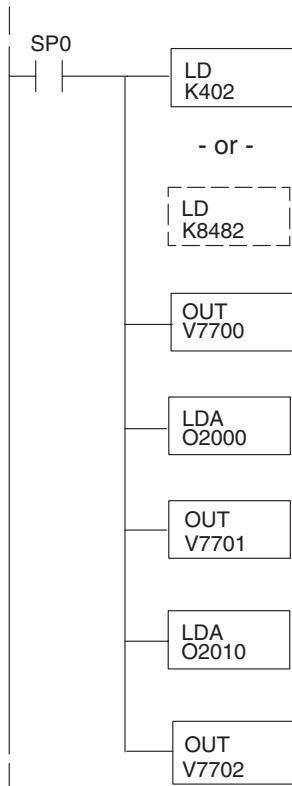 SP0
LD
K402
- or -
LD
K8482
OUT
V7700
LDA
O2000
OUT
V7701
LDA
O2010
OUT
V7702